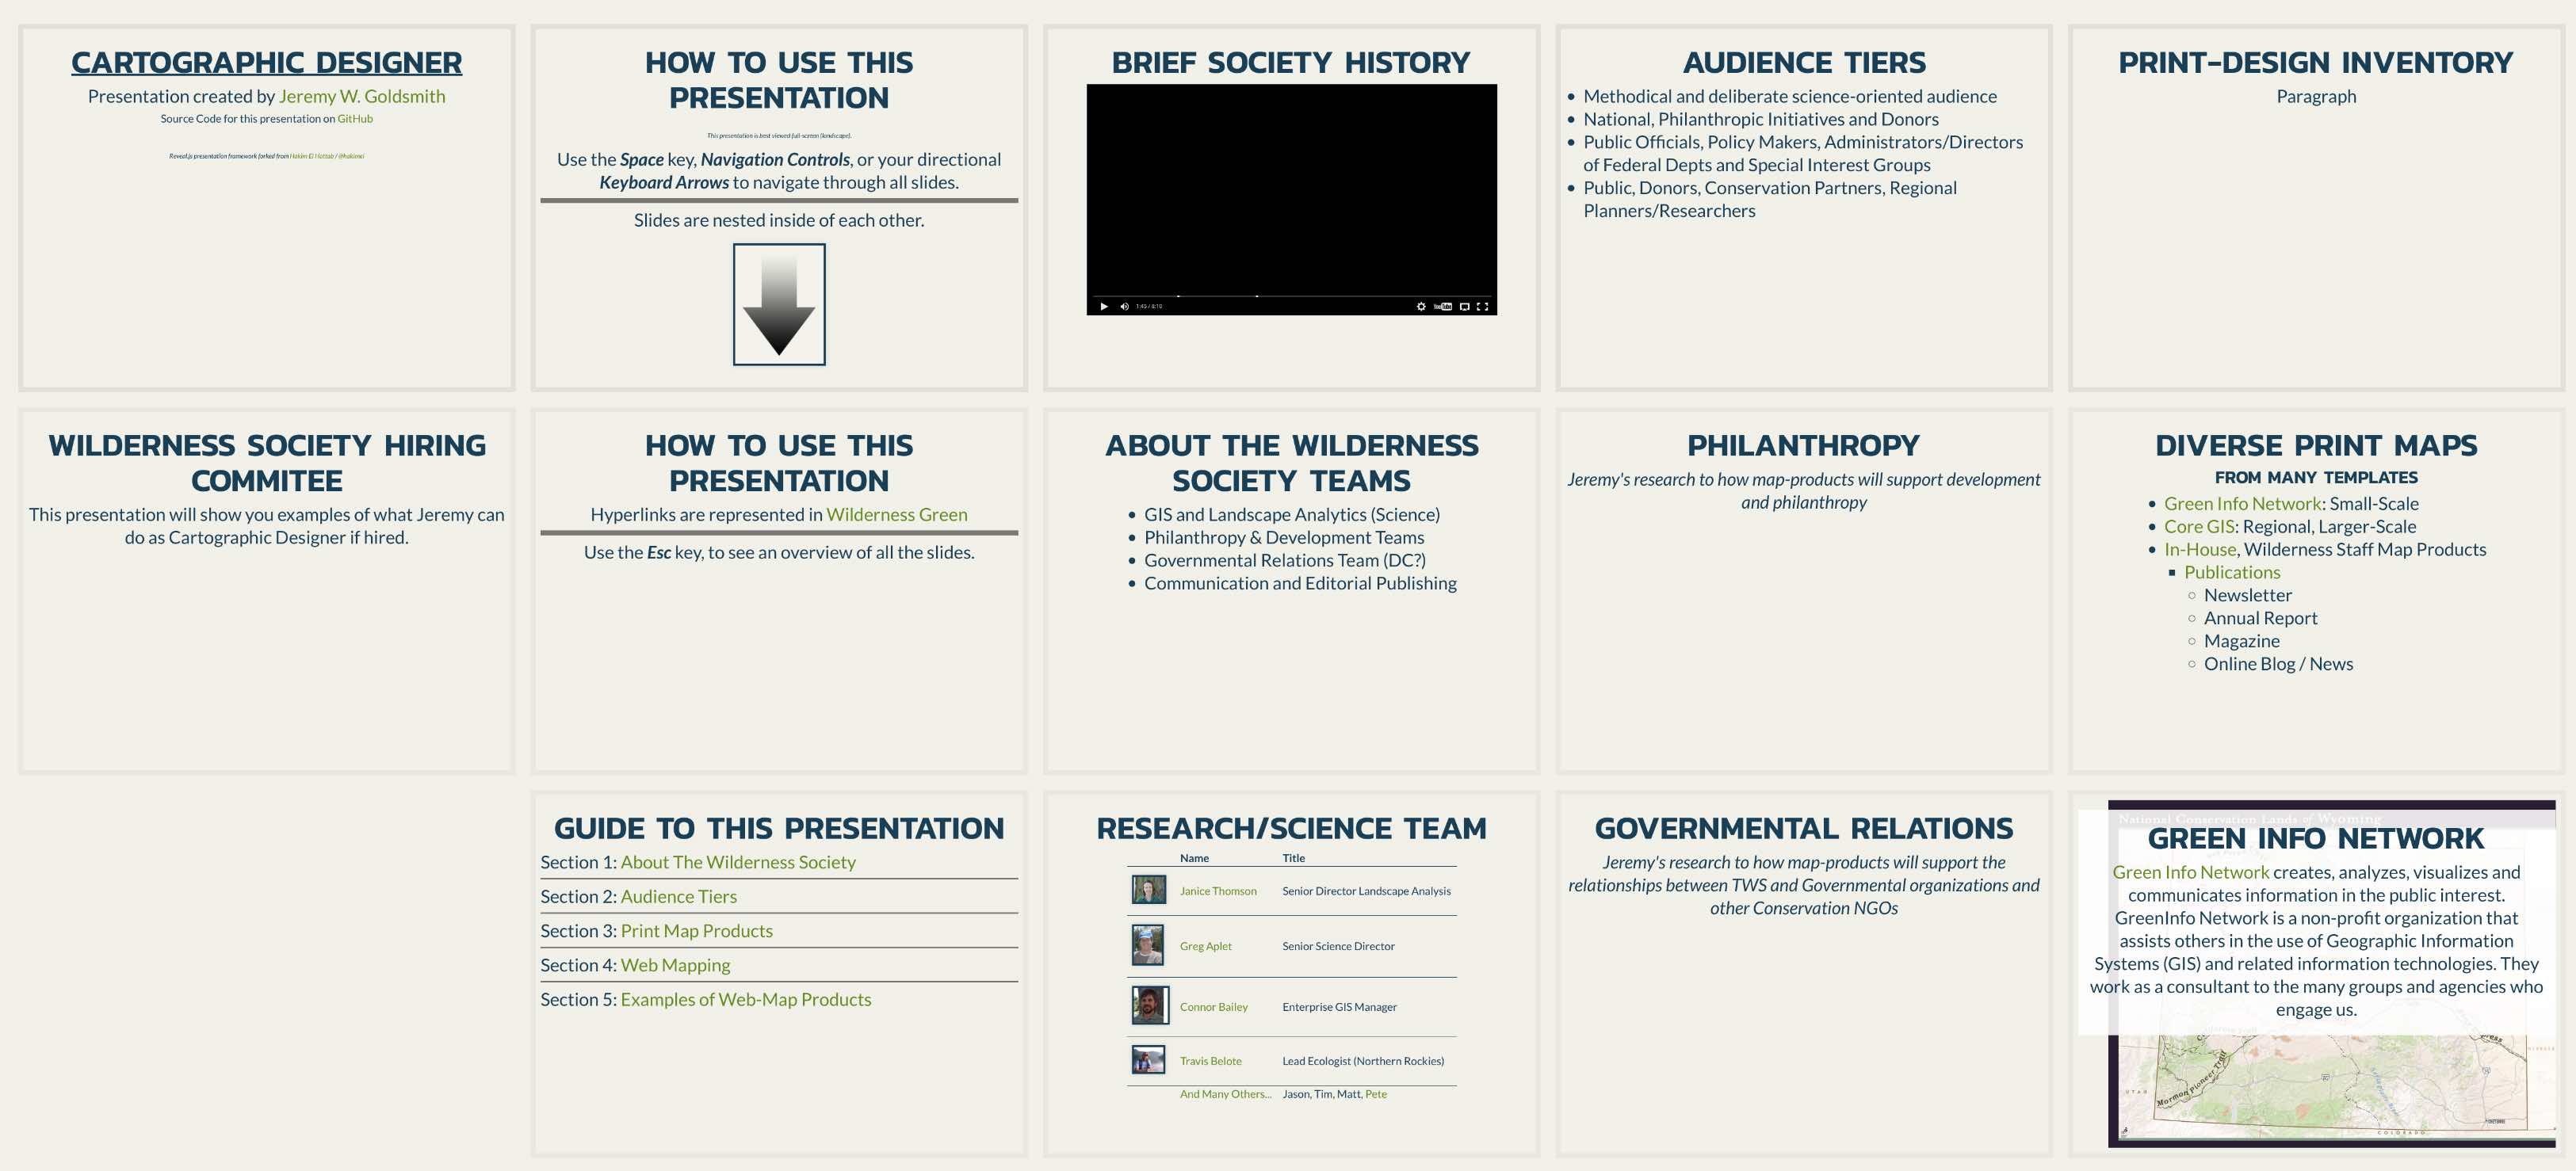 CARTOGRAPHIC DESIGNER
Presentation created by Jeremy W. Goldsmith
Source Code for this presentation on GitHub
Reveal.js presentation framework forked from Hakim El Hattab / @hakimel
HOW TO USE THIS
PRESENTATION
This presentation is best viewed full-screen (landscape).
Use the Space key, Navigation Controls, or your directional
Keyboard Arrows to navigate through all slides.
Slides are nested inside of each other.
BRIEF SOCIETY HISTORY
YouTube
AUDIENCE TIERS
• Methodical and deliberate science-oriented audience
• National, Philanthropic Initiatives and Donors
• Public Officials, Policy Makers, Administrators/Directors
of Federal Depts and Special Interest Groups
• Public, Donors, Conservation Partners, Regional
Planners/Researchers
PRINT-DESIGN INVENTORY
Paragraph
WILDERNESS SOCIETY HIRING
COMMITEE
This presentation will show you examples of what Jeremy can
do as Cartographic Designer if hired.
HOW TO USE THIS
PRESENTATION
Hyperlinks are represented in Wilderness Green
Use the Esc key, to see an overview of all the slides.
ABOUT THE WILDERNESS
SOCIETY TEAMS
• GIS and Landscape Analytics (Science)
• Philanthropy & Development Teams
• Governmental Relations Team (DC?)
• Communication and Editorial Publishing
PHILANTHROPY
Jeremy's research to how map-products will support development
and philanthropy
DIVERSE PRINT MAPS
FROM MANY TEMPLATES
• Green Info Network: Small-Scale
• Core GIS: Regional, Larger-Scale
• In-House, Wilderness Staff Map Products
▪ Publications
○ Newsletter
○ Annual Report
○ Magazine
○ Online Blog / News
GUIDE TO THIS PRESENTATION
Section 1: About The Wilderness Society
Section 2: Audience Tiers
Section 3: Print Map Products
Section 4: Web Mapping
Section 5: Examples of Web-Map Products
RESEARCH/SCIENCE TEAM
Name Title
Janice Thomson Senior Director Landscape Analysis
Greg Aplet Senior Science Director
Connor Bailey Enterprise GIS Manager
Travis Belote Lead Ecologist (Northern Rockies)
And Many Others... Jason, Tim, Matt, Pete
GOVERNMENTAL RELATIONS
Jeremy's research to how map-products will support the
relationships between TWS and Governmental organizations and
other Conservation NGOs
National Conservation Lands of Wyoming
GREEN INFO NETWORK
Green Info Network creates, analyzes, visualizes and
communicates information in the public interest.
GreenInfo Network is a non-profit organization that
assists others in the use of Geographic Information
Systems (GIS) and related information technologies. They
work as a consultant to the many groups and agencies who
engage us.
Mormon Pioneer Trail
UTAH
COLORADO